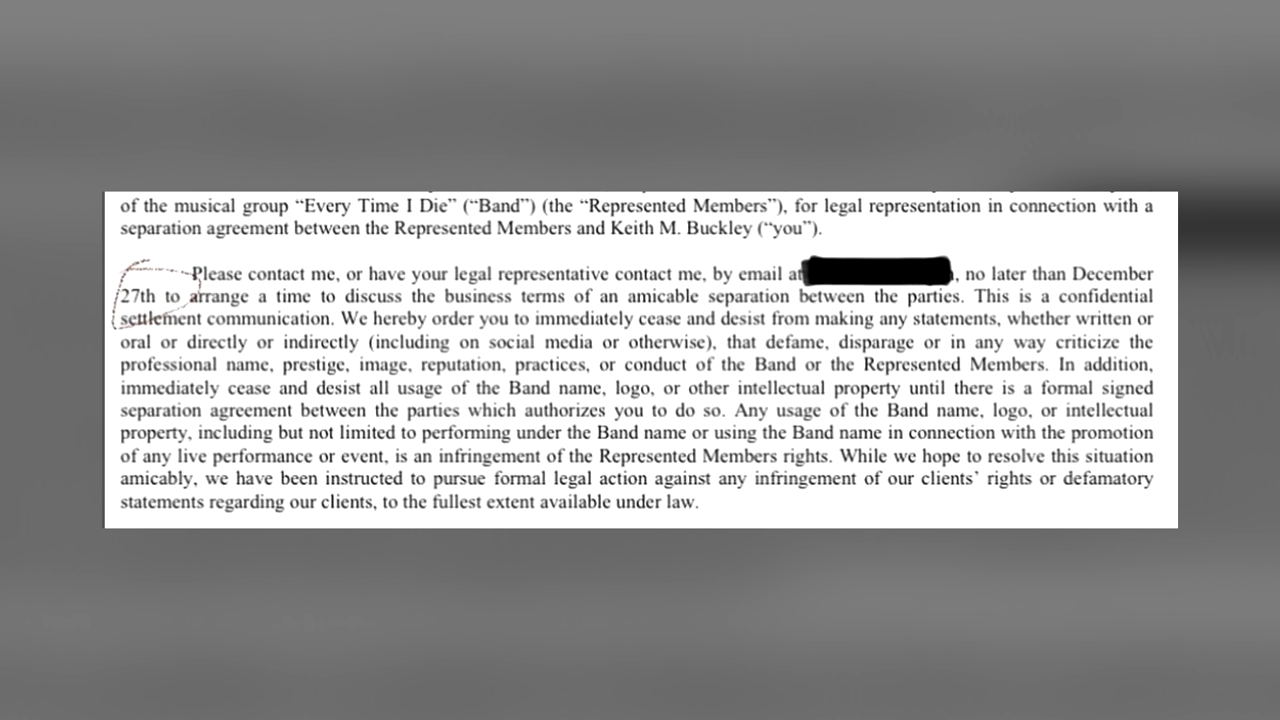 of the musical group “Every Time I Die” (“Band”) (the “Represented Members”), for legal representation in connection with a
separation agreement between the Represented Members and Keith M. Buckley (“you”).
Please contact me, or have your legal representative contact me, by email at , no later than December
27th to arrange a time to discuss the business terms of an amicable separation between the parties. This is a confidential
settlement communication. We hereby order you to immediately cease and desist from making any statements, whether written or
oral or directly or indirectly (including on social media or otherwise), that defame, disparage or in any way criticize the
professional name, prestige, image, reputation, practices, or conduct of the Band or the Represented Members. In addition,
immediately cease and desist all usage of the Band name, logo, or other intellectual property until there is a formal signed
separation agreement between the parties which authorizes you to do so. Any usage of the Band name, logo, or intellectual
property, including but not limited to performing under the Band name or using the Band name in connection with the promotion
of any live performance or event, is an infringement of the Represented Members rights. While we hope to resolve this situation
amicably, we have been instructed to pursue formal legal action against any infringement of our clients’ rights or defamatory
statements regarding our clients, to the fullest extent available under law.